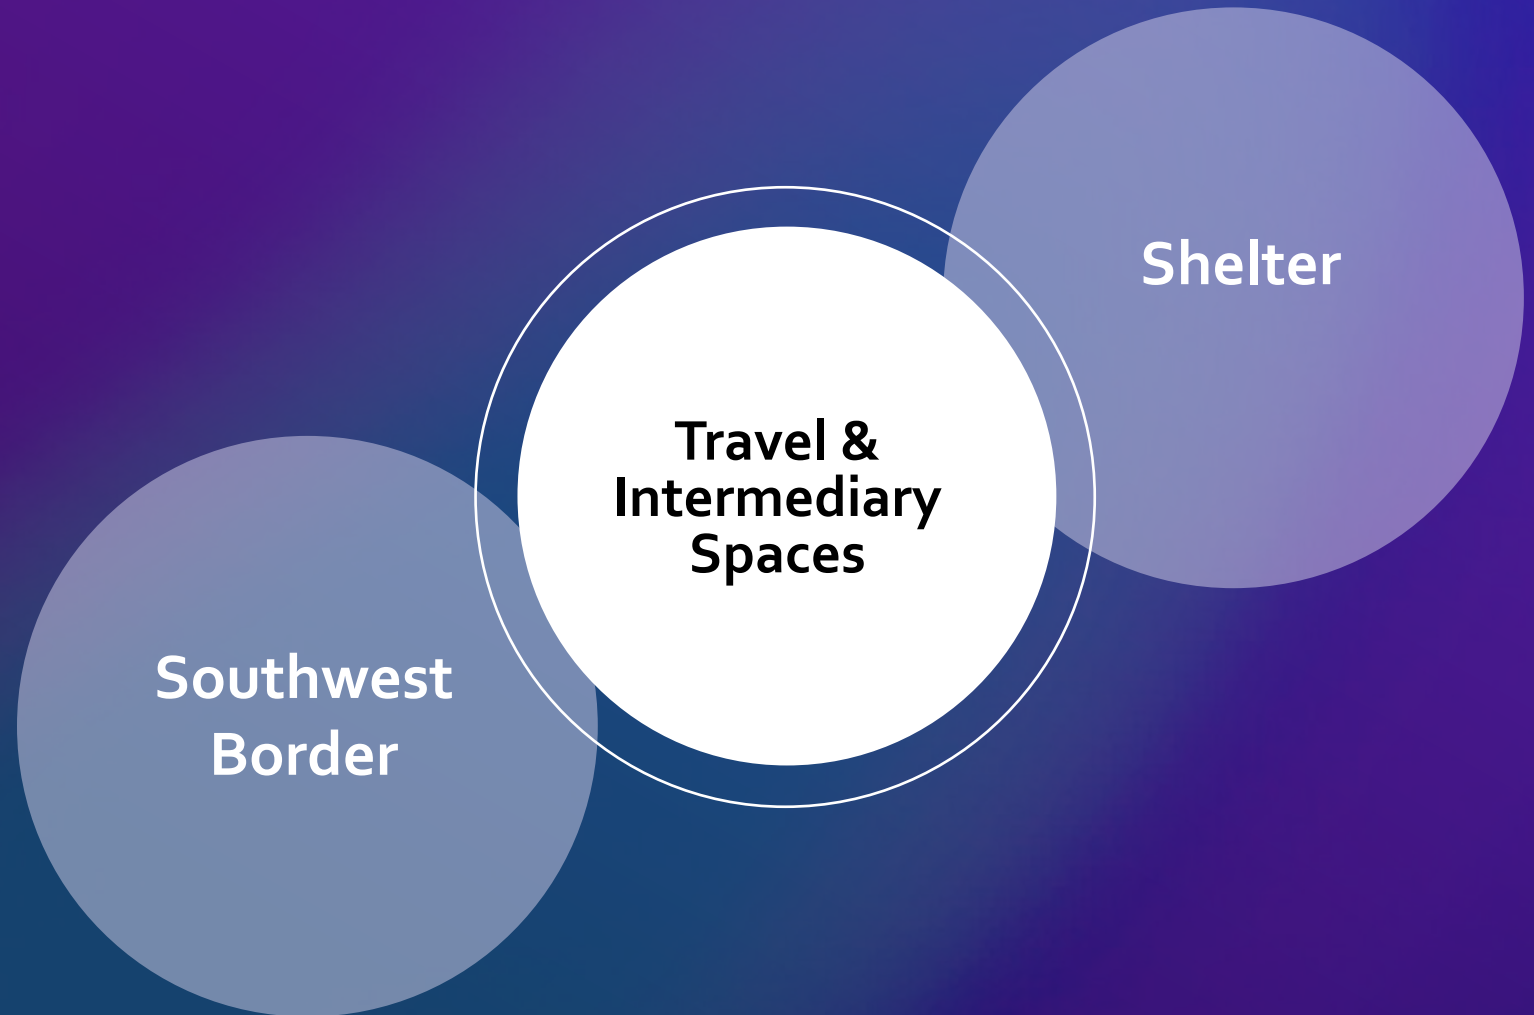 Shelter
Travel &
Intermediary
Spaces
Southwest
Border